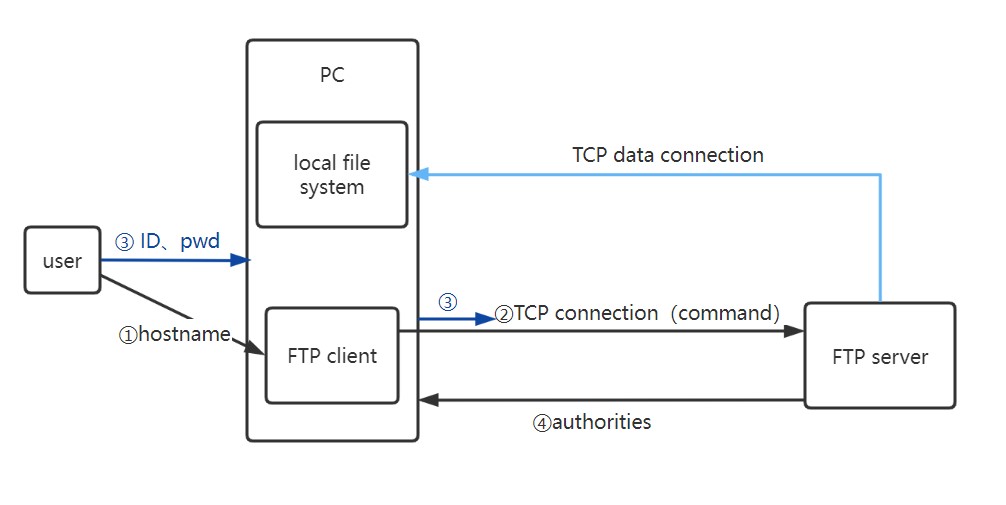 PC
local file
system
TCP data connection
③ ID、pwd
user
③
②TCP connection（command）
①hostname
FTP client
FTP server
④authorities